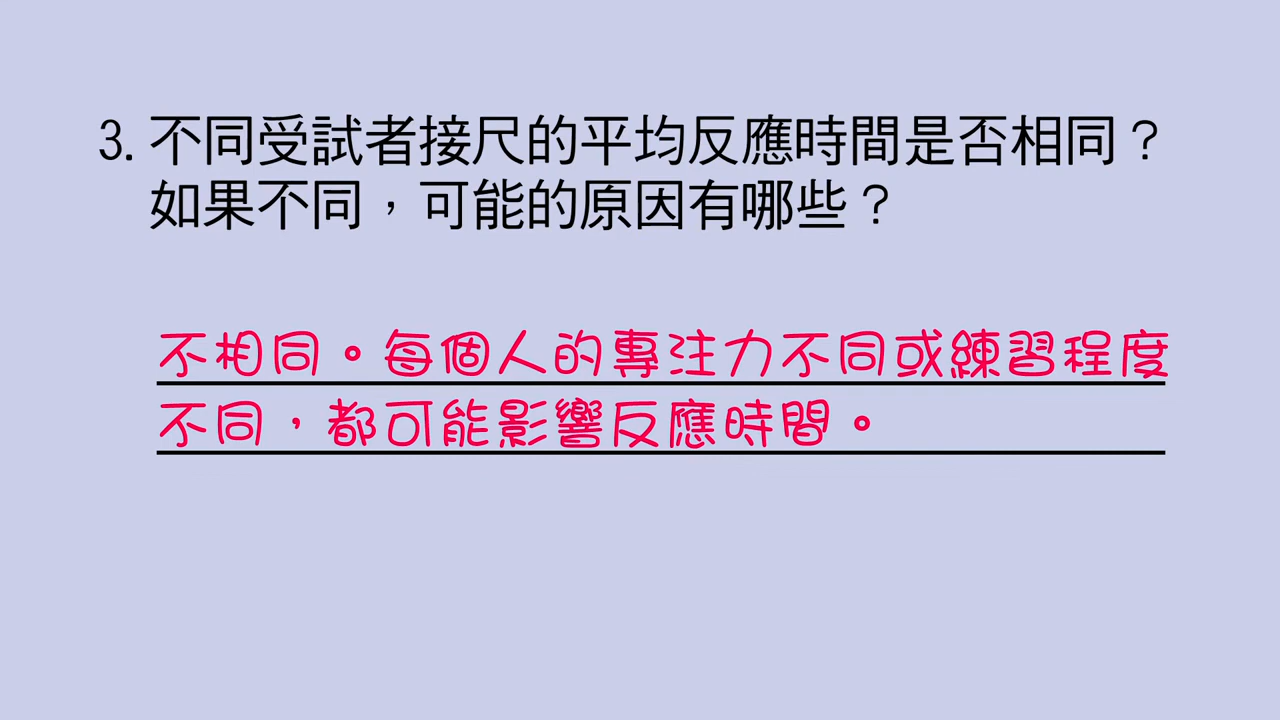 3.不同受試者接尺的平均反應時間是否相同？
如果不同，可能的原因有哪些？
不相同。每個人的專注力不同或練習程度
不同，都可能影響反應時間。